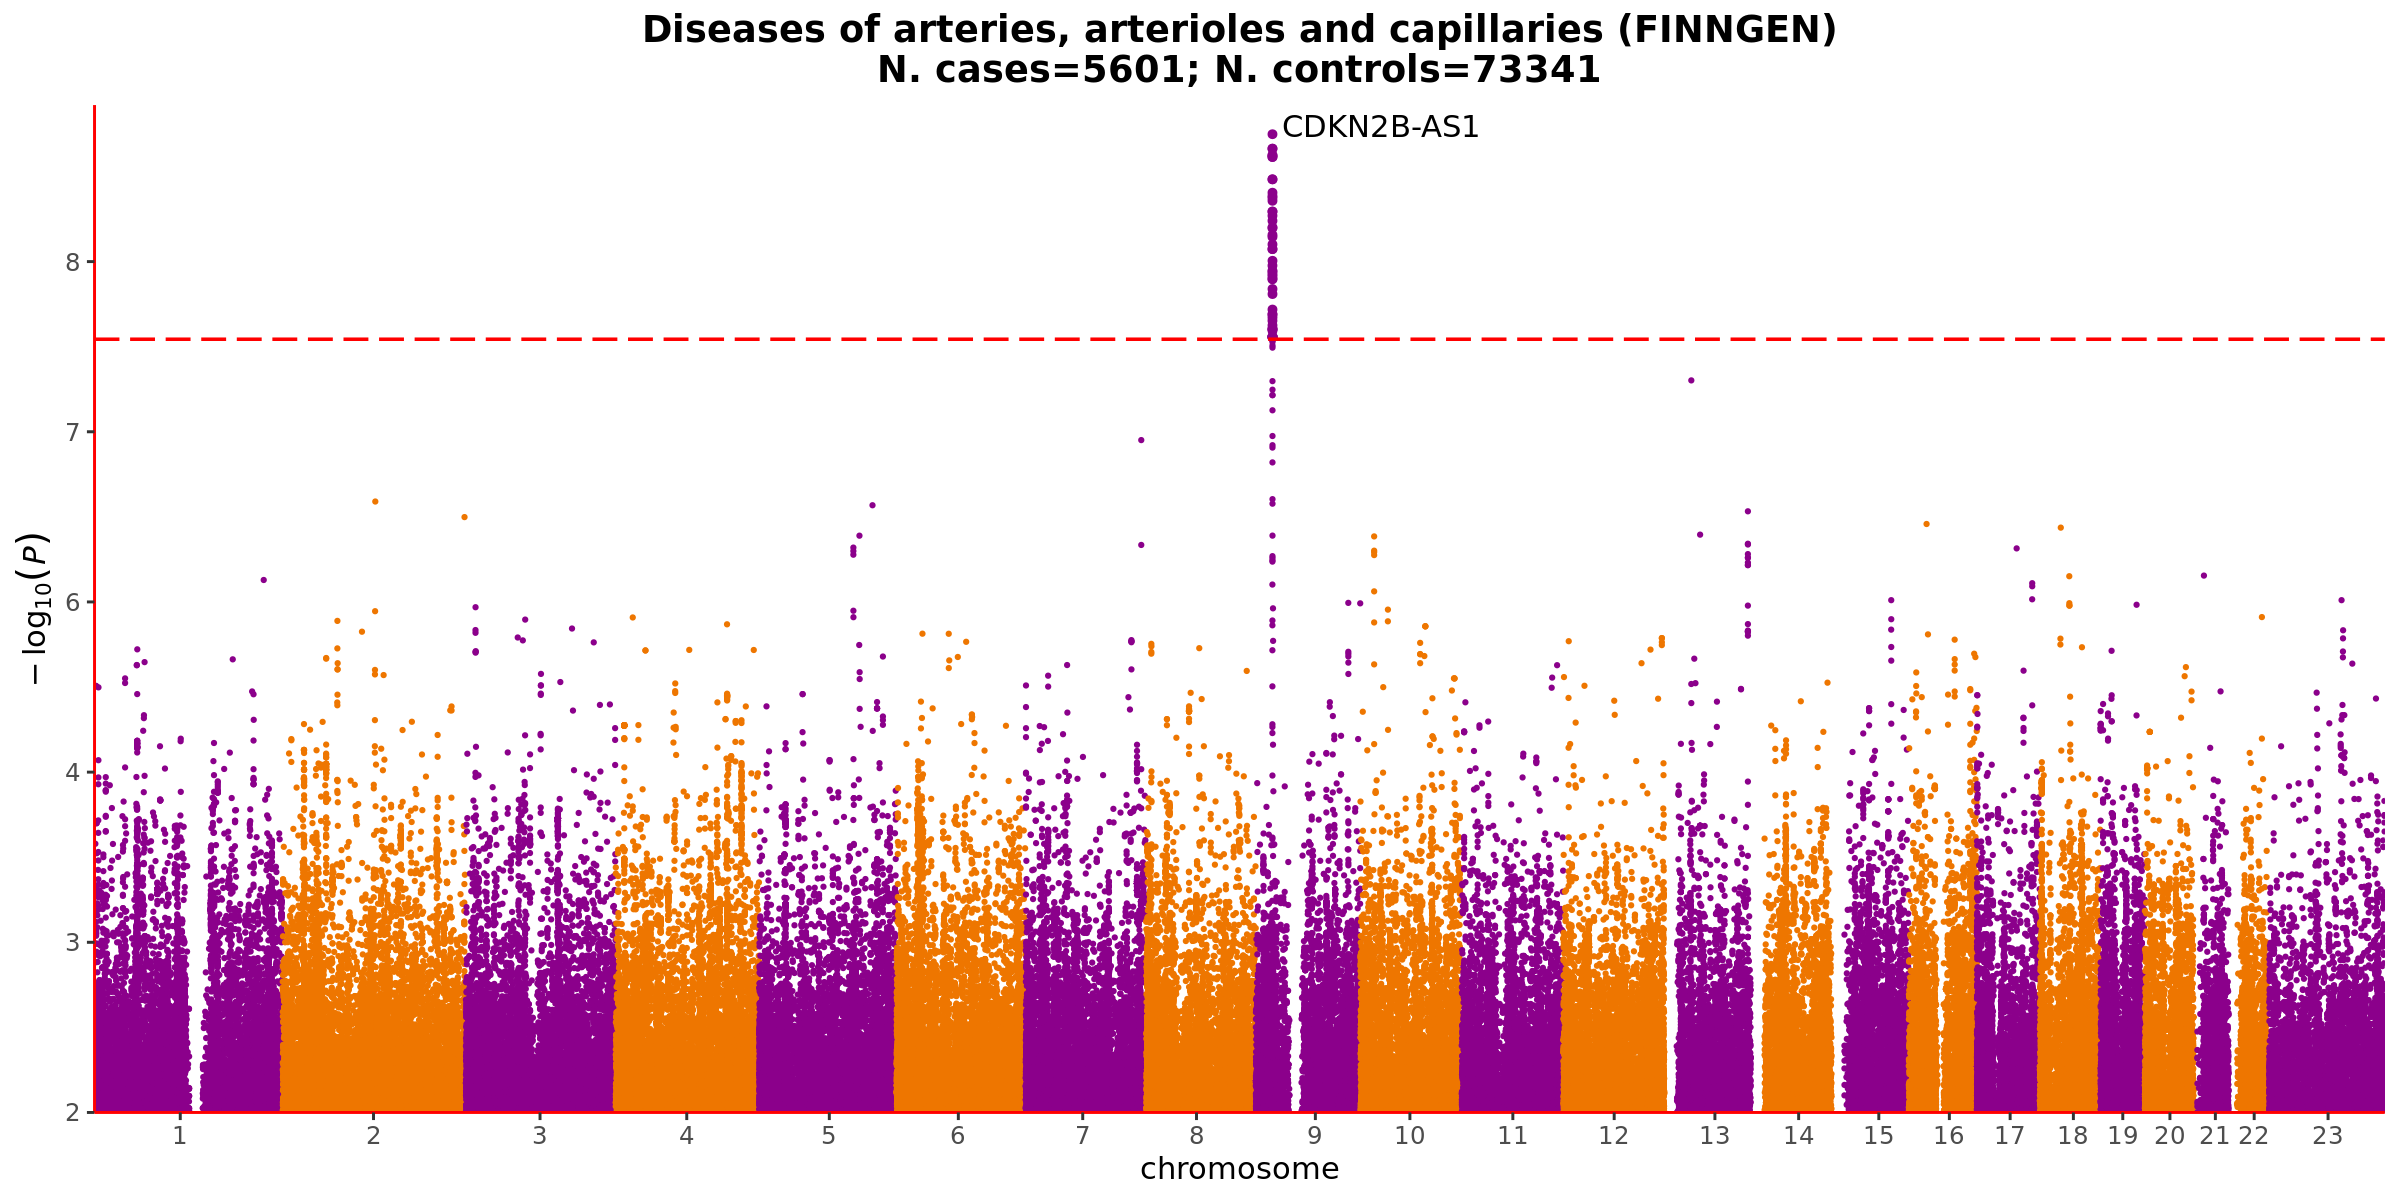 Diseases of arteries, arterioles and capillaries (FINNGEN)
N. cases=5601; N. controls=73341
CDKN2B-AS1
8
7
6
5
4
3
2
−log10(P)
1 2 3 4 5 6 7 8 9 10 11 12 13 14 15 16 17 18 19 20 21 22 23
chromosome